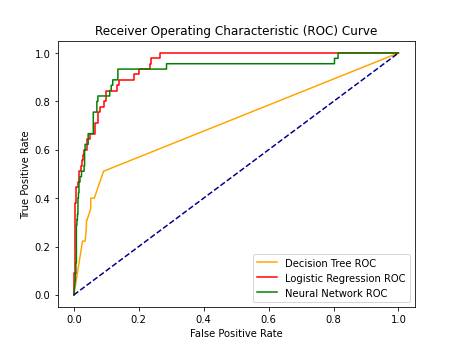 Receiver Operating Characteristic (ROC) Curve
1.0
0.8
0.6
0.4
0.2
0.0
True Positive Rate
0.0 0.2 0.4 0.6 0.8 1.0
False Positive Rate
Decision Tree ROC
Logistic Regression ROC
Neural Network ROC